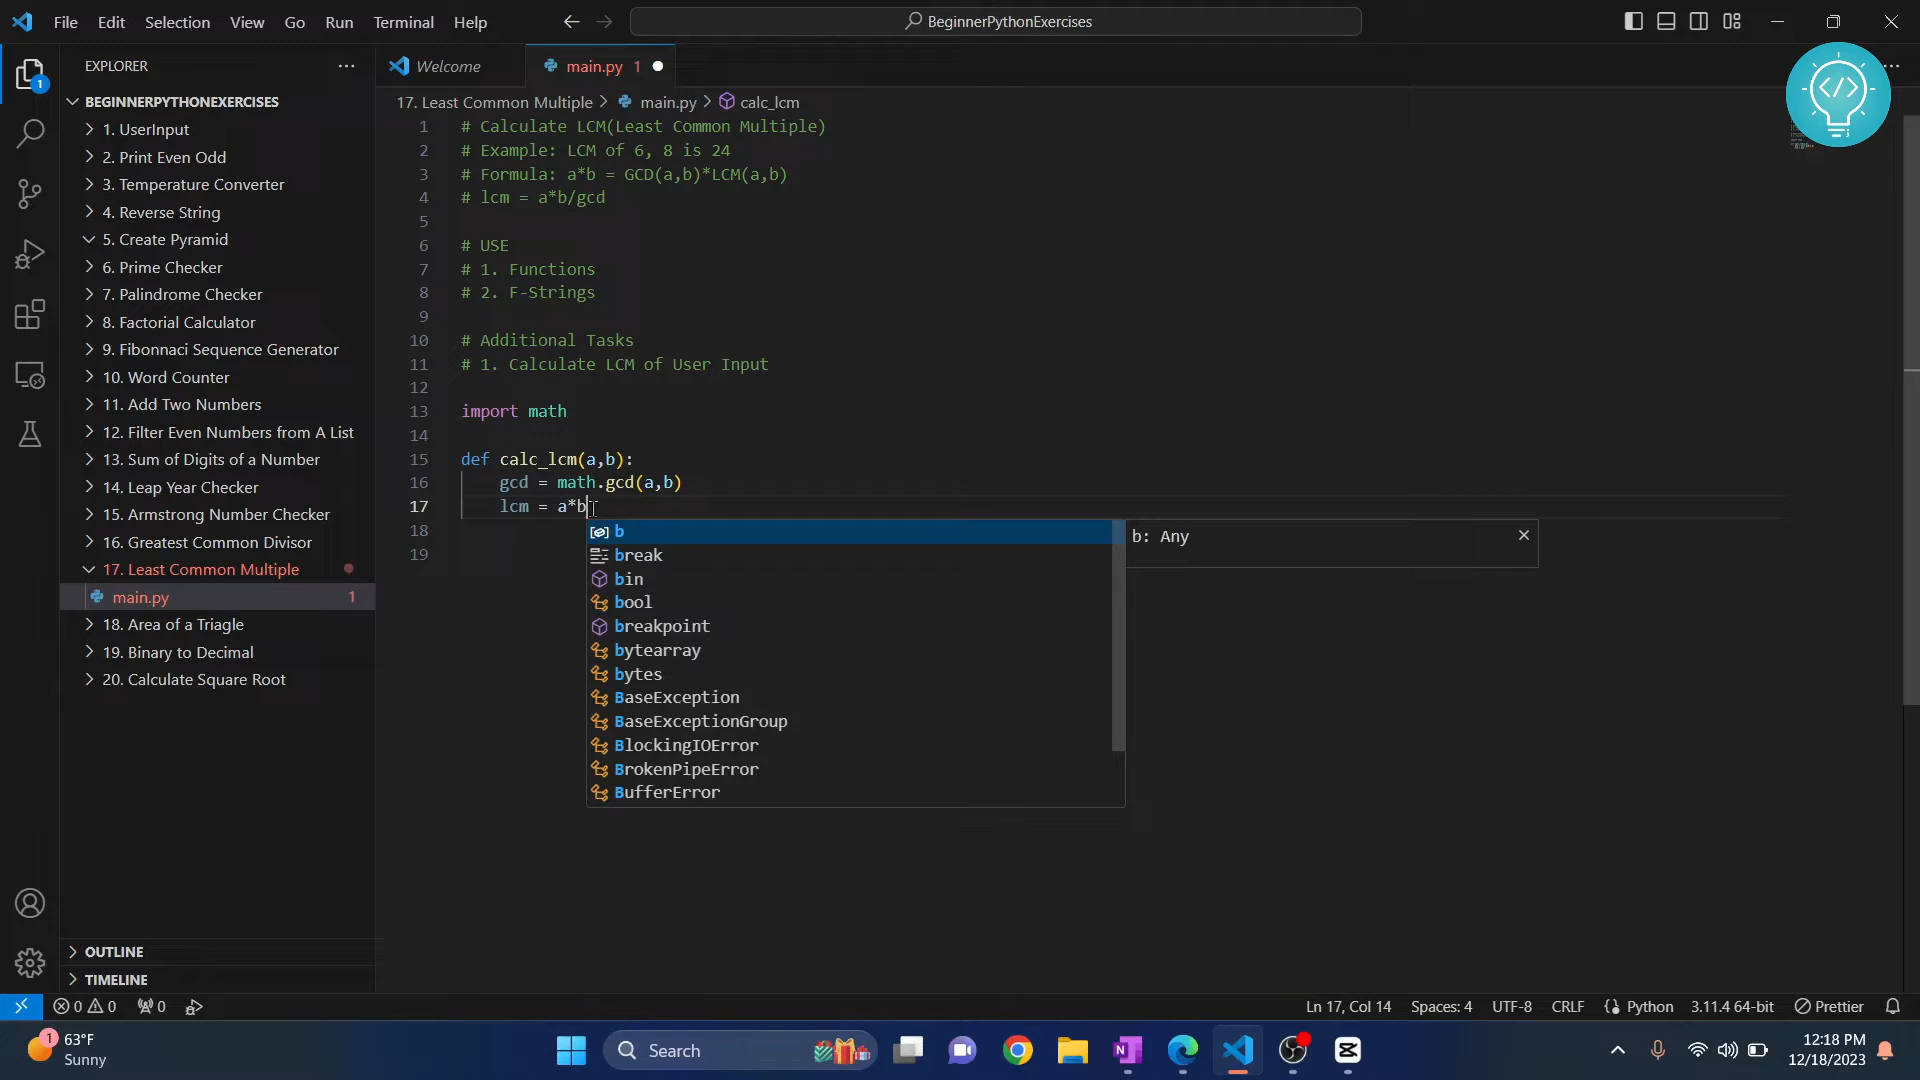 File Edit Selection View Go Run Terminal Help
BeginnerPythonExercises
EXPLORER
Welcome
main.py 1
BEGINNERPYTHONEXERCISES
1. UserInput
2. Print Even Odd
3. Temperature Converter
4. Reverse String
5. Create Pyramid
6. Prime Checker
7. Palindrome Checker
8. Factorial Calculator
9. Fibonnaci Sequence Generator
10. Word Counter
11. Add Two Numbers
12. Filter Even Numbers from A List
13. Sum of Digits of a Number
14. Leap Year Checker
15. Armstrong Number Checker
16. Greatest Common Divisor
17. Least Common Multiple
main.py 1
18. Area of a Triagle
19. Binary to Decimal
20. Calculate Square Root
OUTLINE
TIMELINE
17. Least Common Multiple > main.py > calc_lcm
1 # Calculate LCM(Least Common Multiple)
2 # Example: LCM of 6, 8 is 24
3 # Formula: a*b = GCD(a,b)*LCM(a,b)
4 # lcm = a*b/gcd
5
6 # USE
7 # 1. Functions
8 # 2. F-Strings
9
10 # Additional Tasks
11 # 1. Calculate LCM of User Input
12
13 import math
14
15 def calc_lcm(a,b):
16 gcd = math.gcd(a,b)
17 lcm = a*b
18
19
b
break
bin
bool
breakpoint
bytearray
bytes
BaseException
BaseExceptionGroup
BlockingIOError
BrokenPipeError
BufferError
b: Any
1
0 0 0
Ln 17, Col 14 Spaces: 4 UTF-8 CRLF Python 3.11.4 64-bit Prettier
1
63°F
Sunny
Search
12:18 PM
12/18/2023